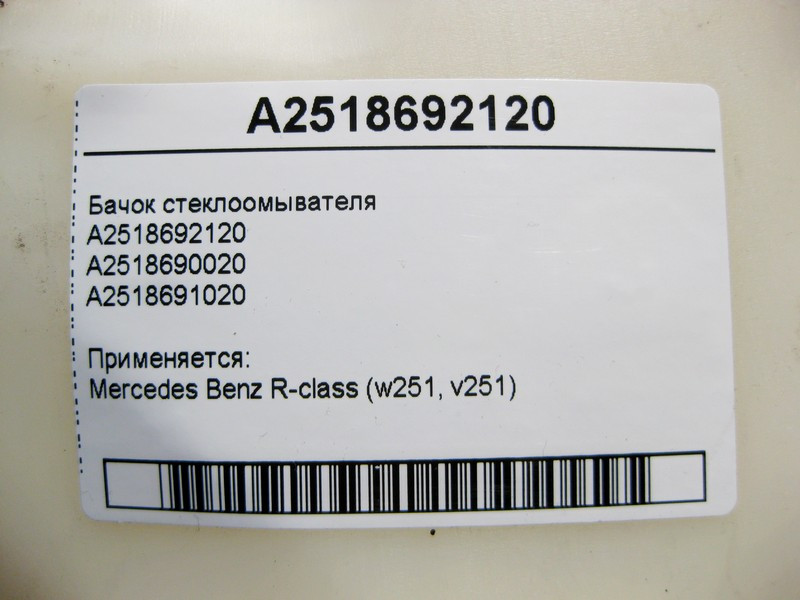 A2518692120
Бачок стеклоомывателя
A2518692120
A2518690020
A2518691020
Применяется:
Mercedes Benz R-class (w251, v251)